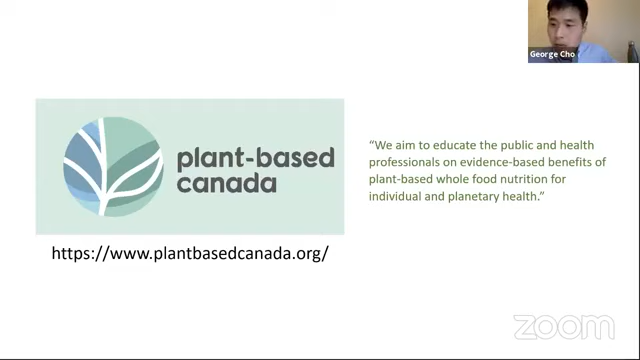 George Cho
plant-based
canada
https://www.plantbasedcanada.org/
“We aim to educate the public and health
professionals on evidence-based benefits of
plant-based whole food nutrition for
individual and planetary health.”
zoom